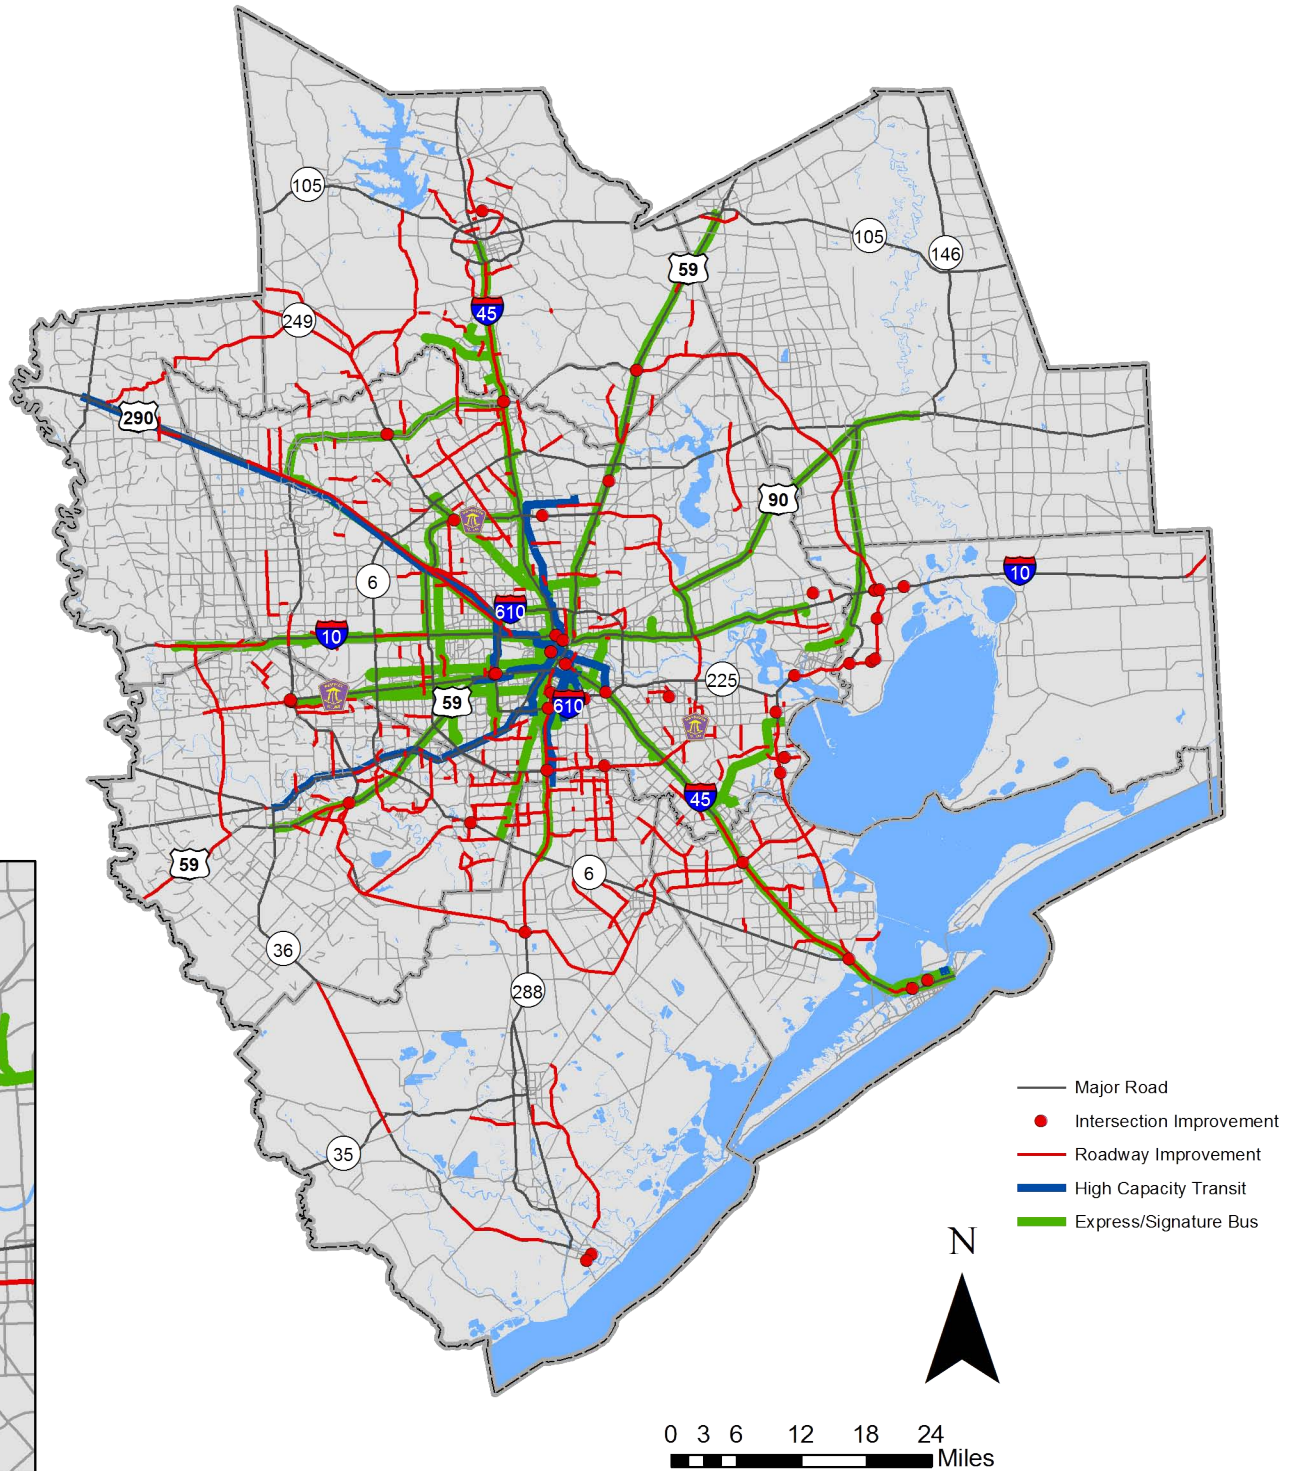 105
105
146
59
45
249
290
90
6
10
610
10
225
59
610
45
59
6
36
288
35
Major Road
Intersection Improvement
Roadway Improvement
High Capacity Transit
Express/Signature Bus
N
0 3 6 12 18 24
Miles